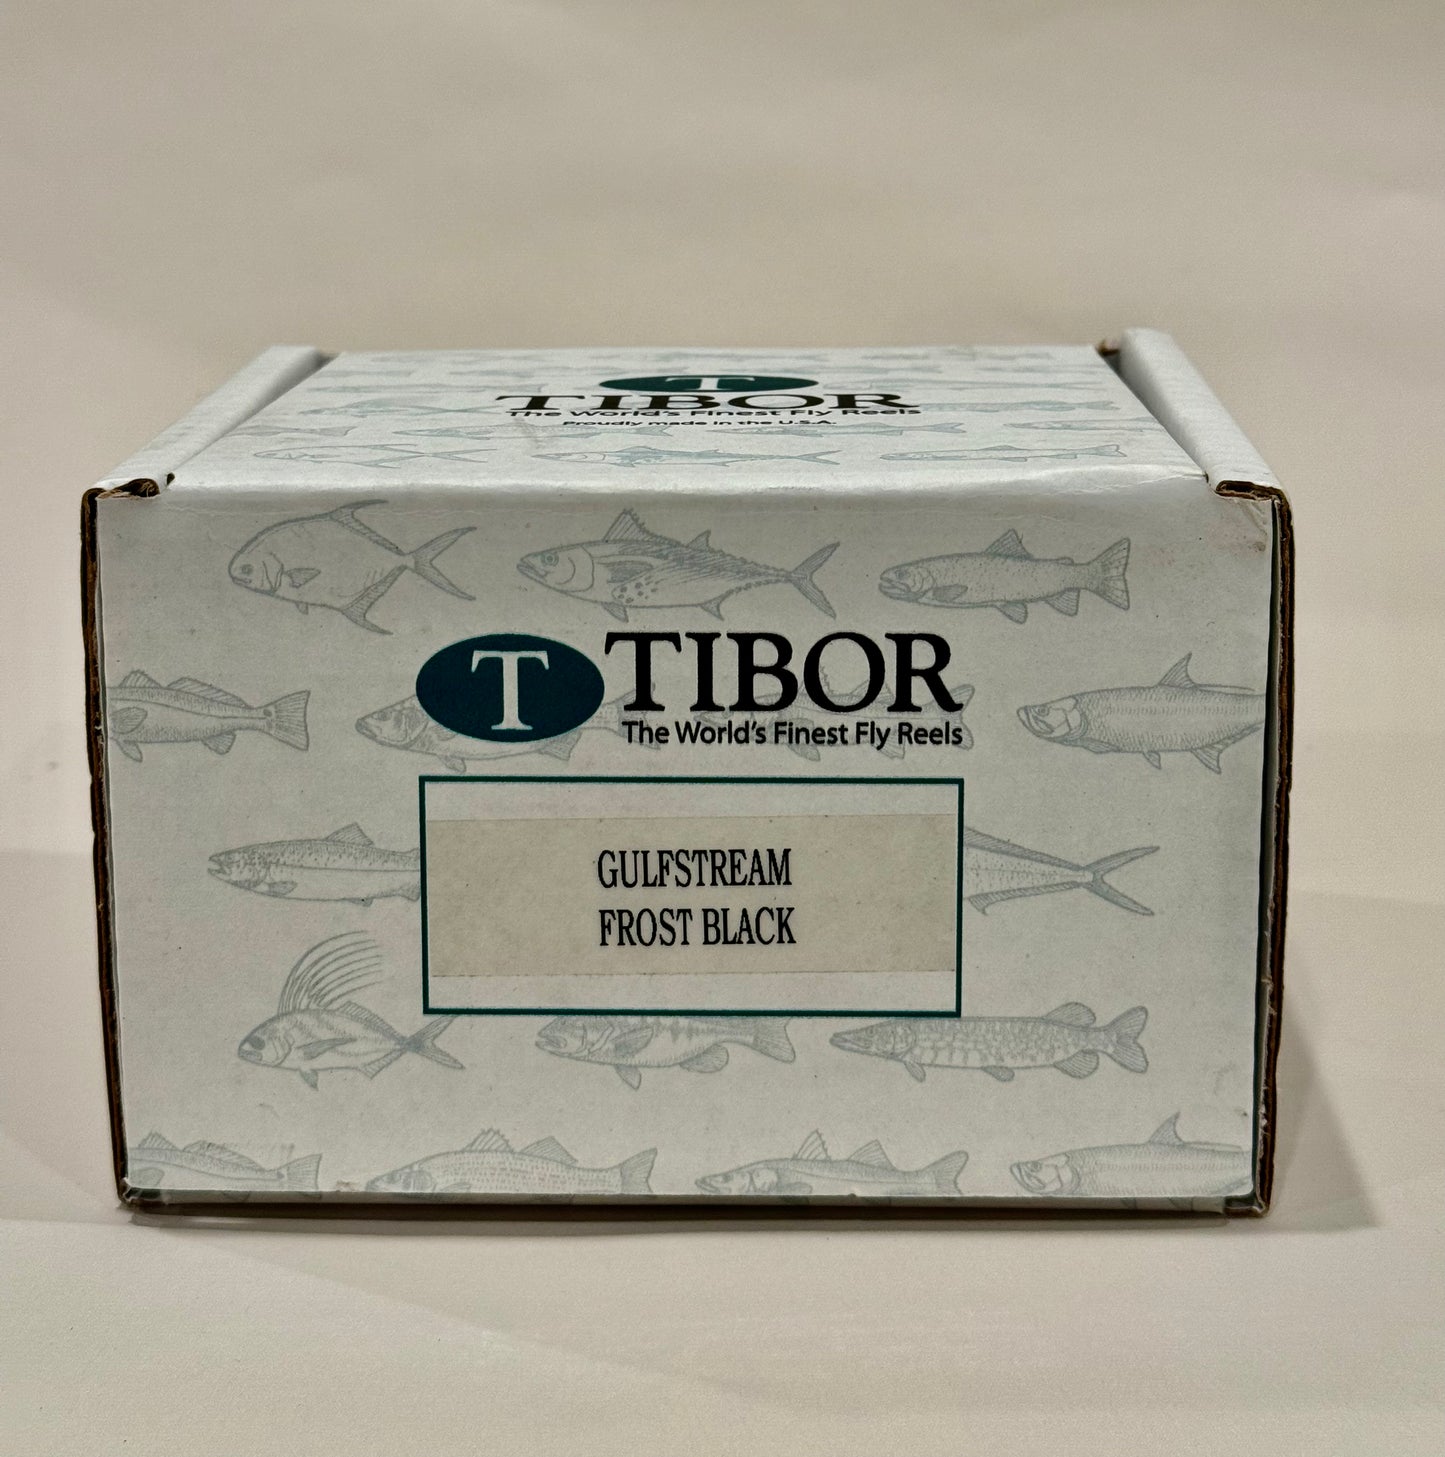 T
TIBOR
The World's Finest Fly Reels
Proudly made in the U.S.A.
T
TIBOR
The World's Finest Fly Reels
GULFSTREAM
FROST BLACK